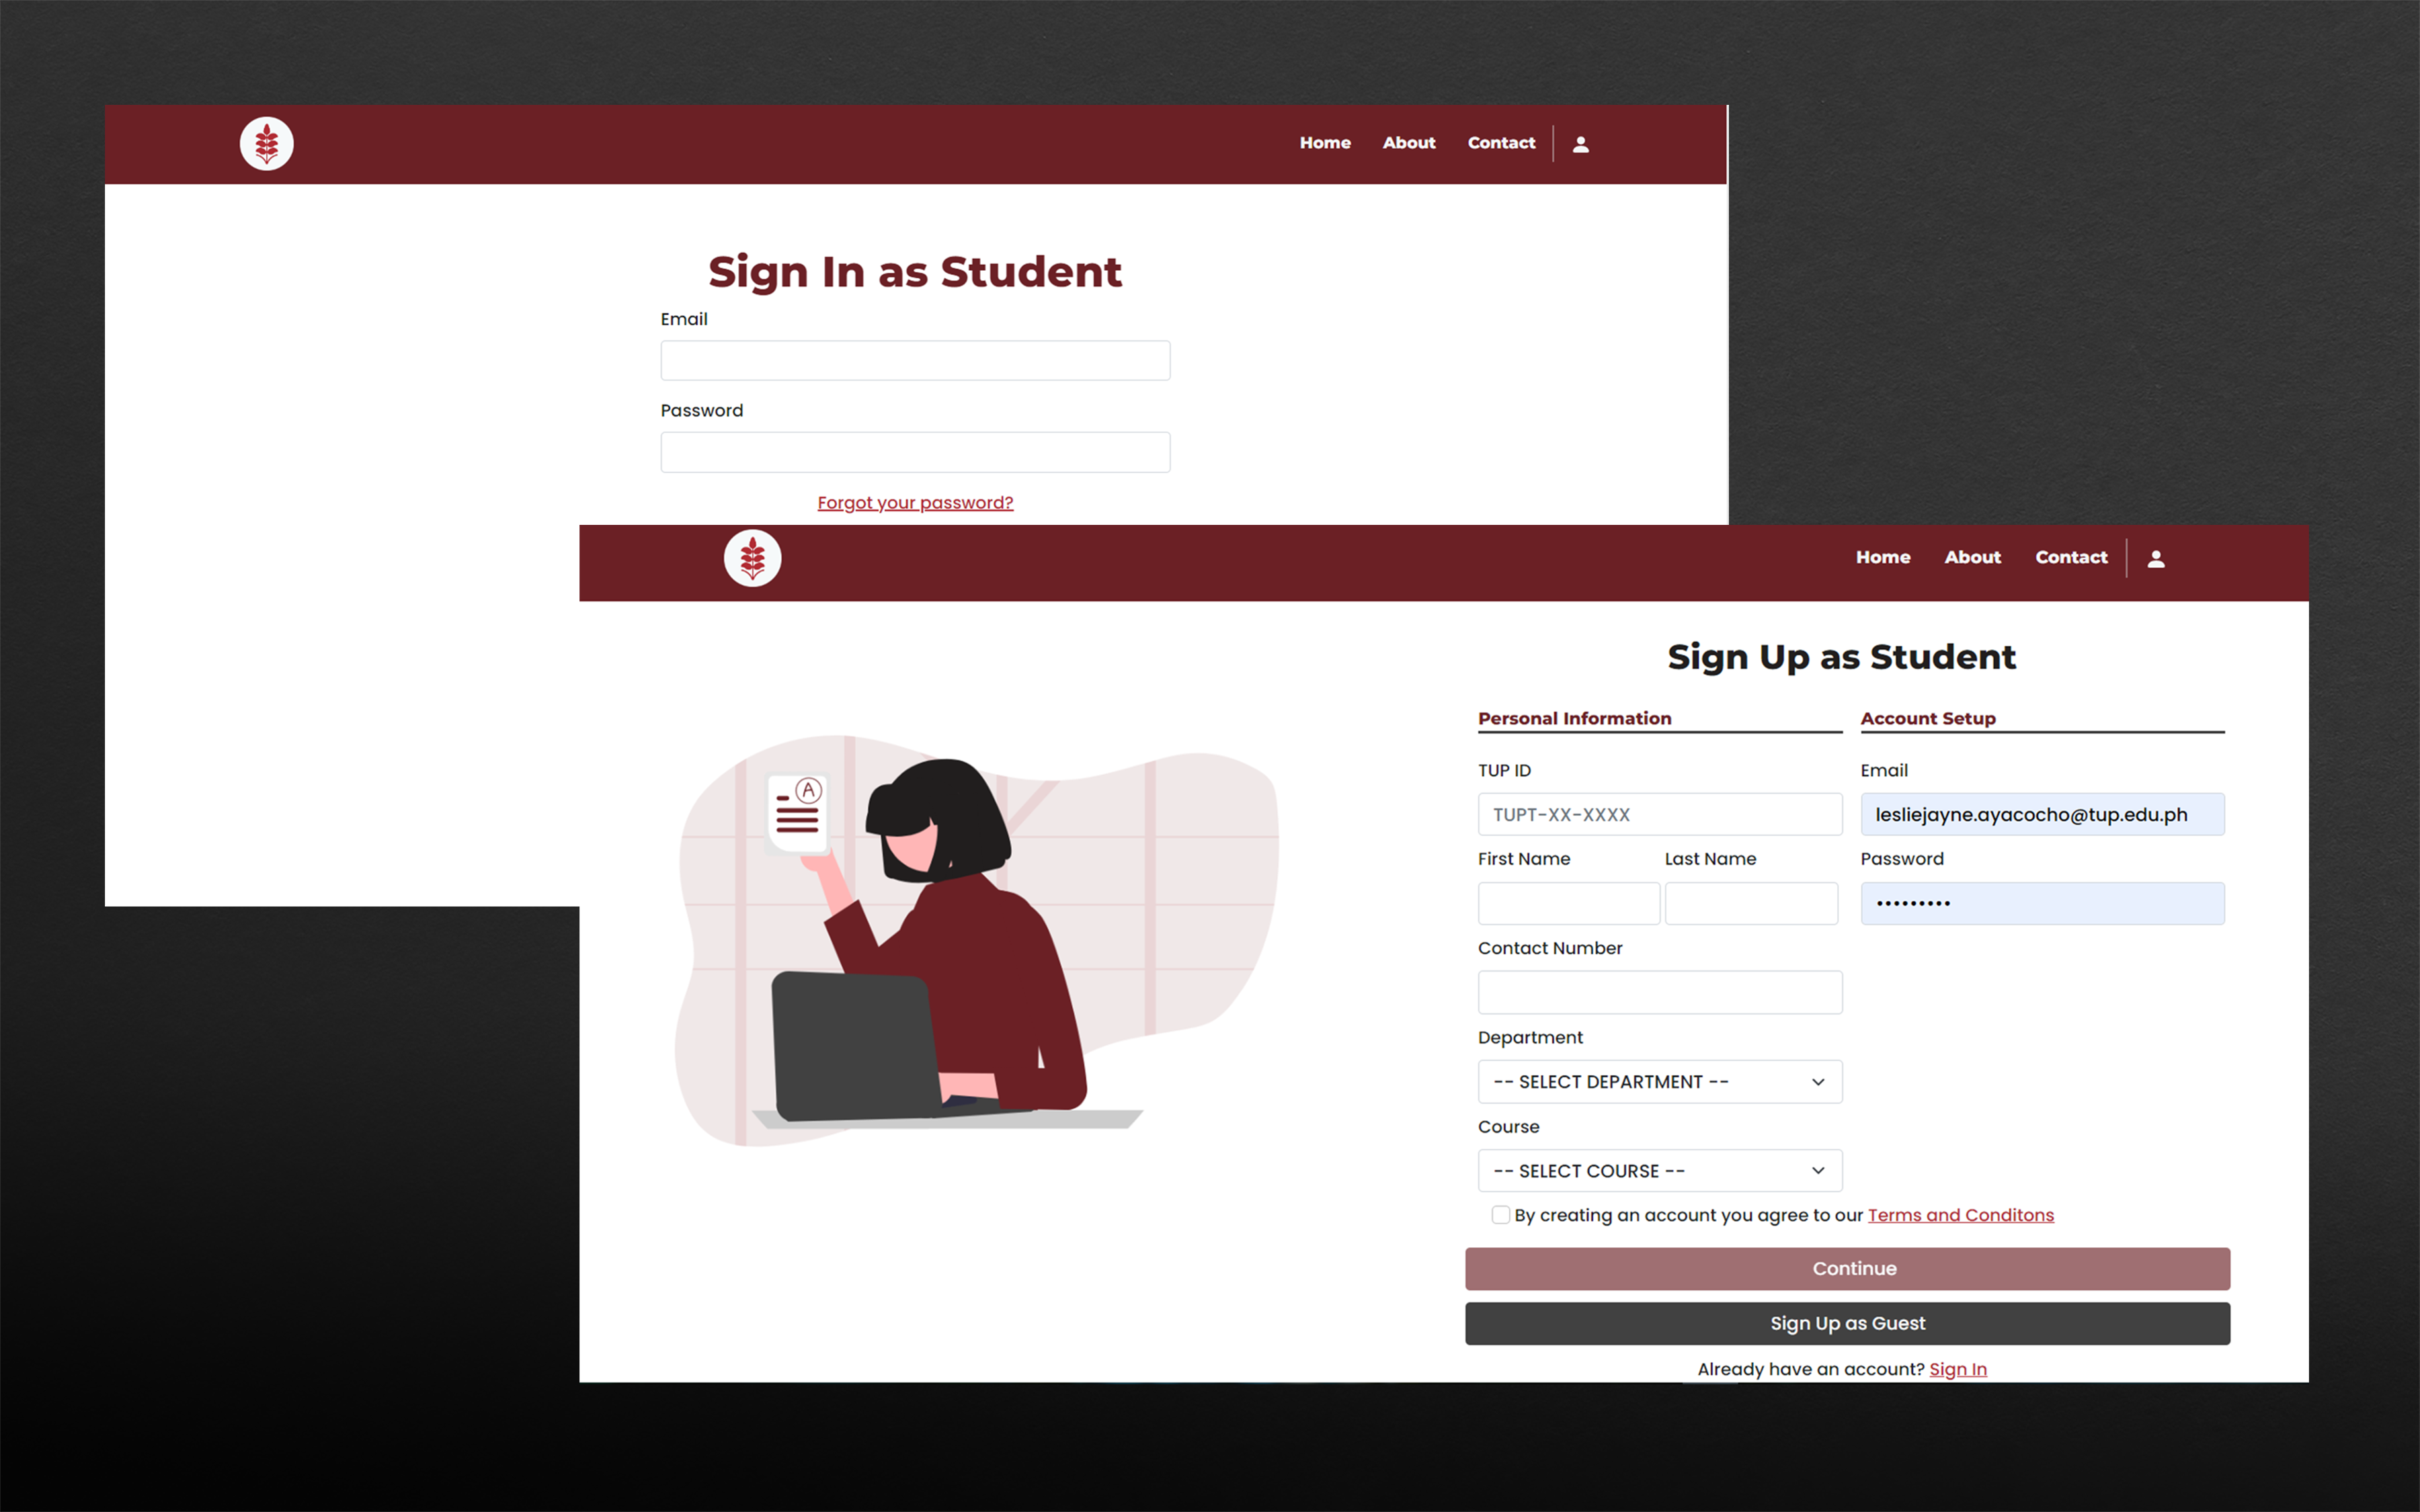 Home About Contact
Sign In as Student
Email
Password
Forgot your password?
Home About Contact
Sign Up as Student
Personal Information
TUP ID
TUPT-XX-XXXX
First Name Last Name
Contact Number
Department
-- SELECT DEPARTMENT --
Course
-- SELECT COURSE --
Account Setup
Email
lesliejayne.ayacocho@tup.edu.ph
Password
•••••••••
By creating an account you agree to our Terms and Conditons
Continue
Sign Up as Guest
Already have an account? Sign In
A